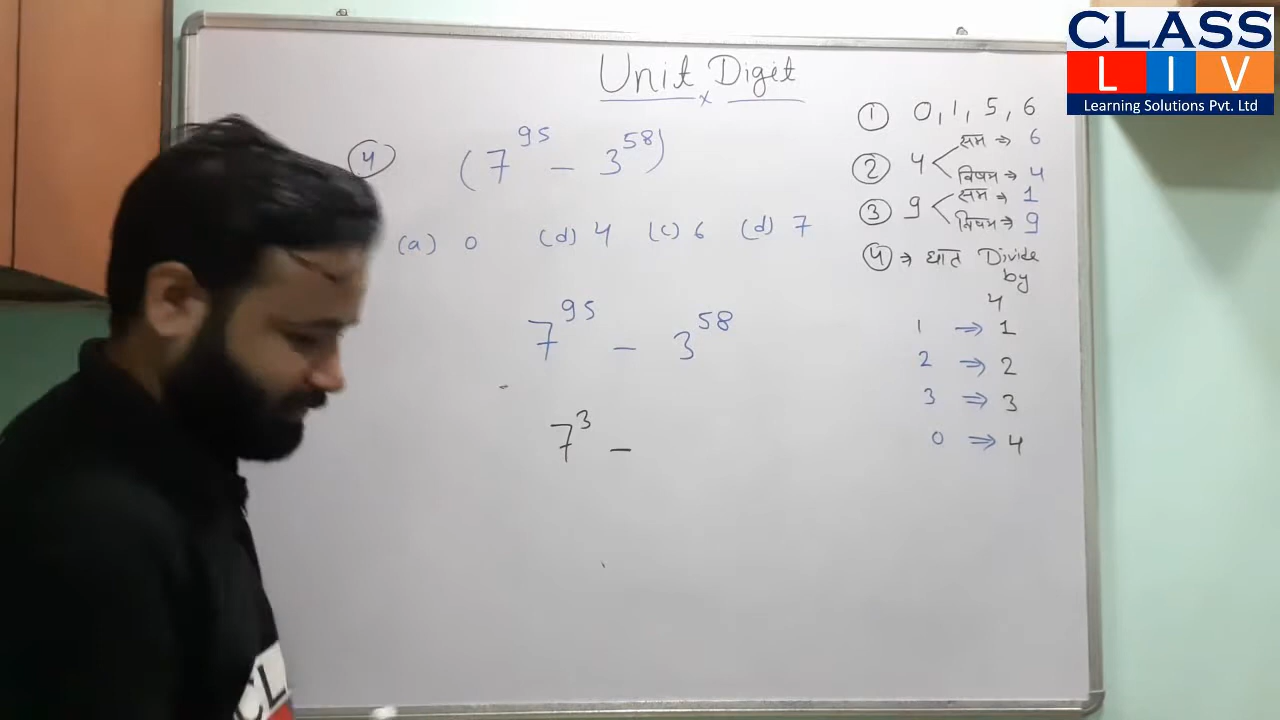 CLASS
LIV
Learning Solutions Pvt. Ltd
Unit Digit
x
④ (7^95 − 3^58)
(a) 0 (d) 4 (c) 6 (d) 7
7^95 − 3^58
7^3 −
① 0, 1, 5, 6
② 4 सम ⇒ 6
विषम → 4
③ 9 सम → 1
विषम → 9
④ → घात Divide
by
4
1 ⇒ 1
2 ⇒ 2
3 ⇒ 3
0 ⇒ 4
CL